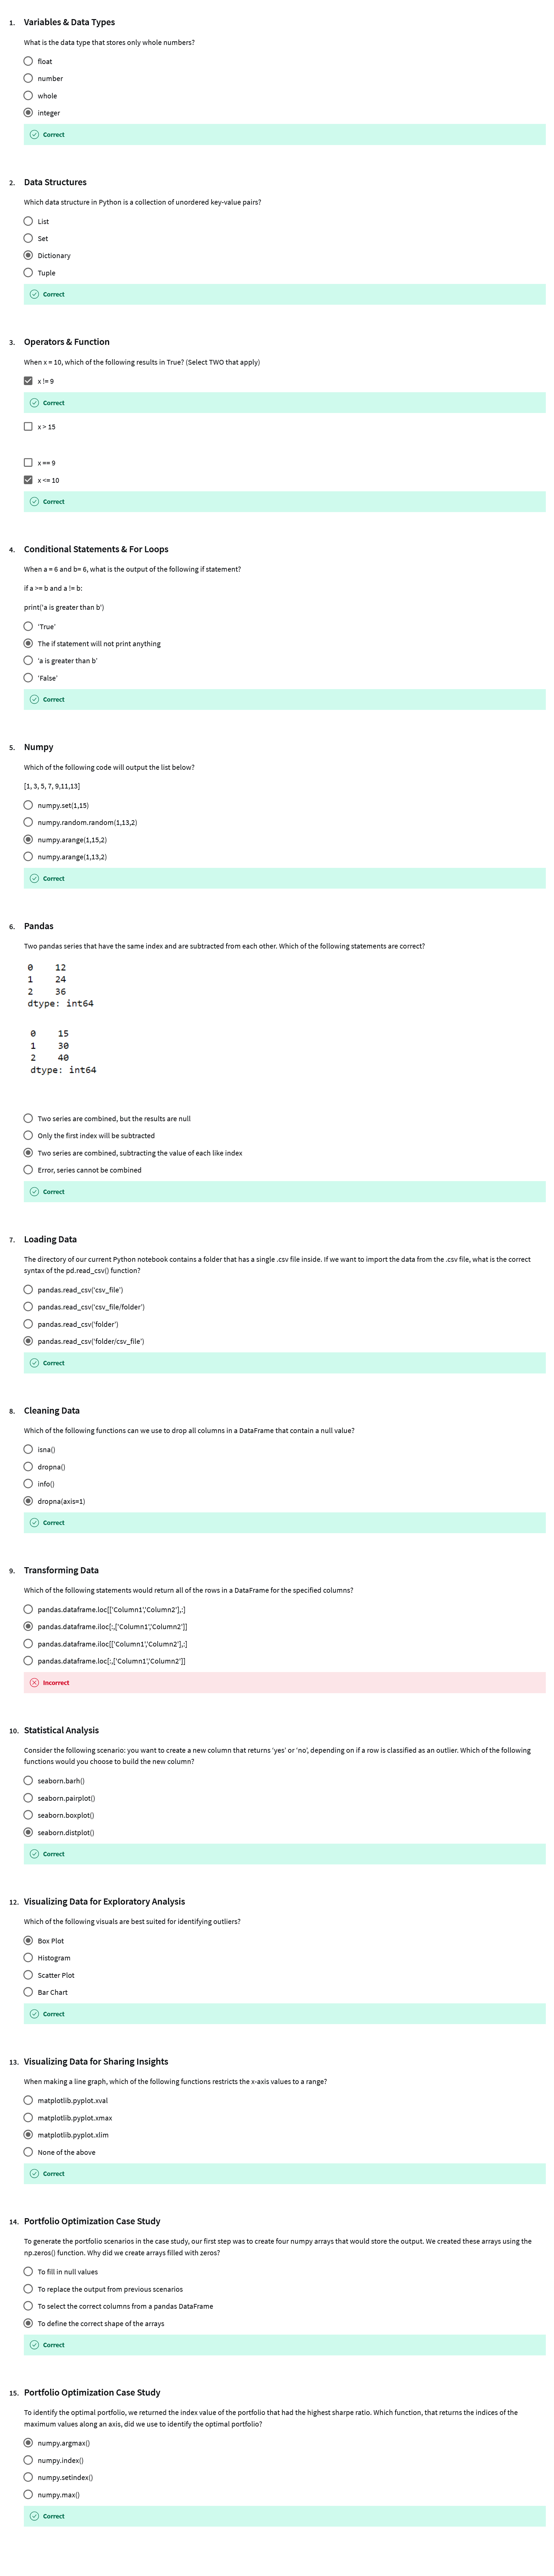 1. Variables & Data Types
What is the data type that stores only whole numbers?
float
number
whole
integer
Correct
2. Data Structures
Which data structure in Python is a collection of unordered key-value pairs?
List
Set
Dictionary
Tuple
Correct
3. Operators & Function
When x = 10, which of the following results in True? (Select TWO that apply)
x != 9
Correct
x > 15
x == 9
x <= 10
Correct
4. Conditional Statements & For Loops
When a = 6 and b= 6, what is the output of the following if statement?
if a >= b and a != b:
print('a is greater than b')
'True'
The if statement will not print anything
'a is greater than b'
'False'
Correct
5. Numpy
Which of the following code will output the list below?
[1, 3, 5, 7, 9,11,13]
numpy.set(1,15)
numpy.random.random(1,13,2)
numpy.arange(1,15,2)
numpy.arange(1,13,2)
Correct
6. Pandas
Two pandas series that have the same index and are subtracted from each other. Which of the following statements are correct?
0 12
1 24
2 36
dtype: int64
0 15
1 30
2 40
dtype: int64
Two series are combined, but the results are null
Only the first index will be subtracted
Two series are combined, subtracting the value of each like index
Error, series cannot be combined
Correct
7. Loading Data
The directory of our current Python notebook contains a folder that has a single .csv file inside. If we want to import the data from the .csv file, what is the correct
syntax of the pd.read_csv() function?
pandas.read_csv('csv_file')
pandas.read_csv('csv_file/folder')
pandas.read_csv('folder')
pandas.read_csv('folder/csv_file')
Correct
8. Cleaning Data
Which of the following functions can we use to drop all columns in a DataFrame that contain a null value?
isna()
dropna()
info()
dropna(axis=1)
Correct
9. Transforming Data
Which of the following statements would return all of the rows in a DataFrame for the specified columns?
pandas.dataframe.loc[['Column1','Column2'],:]
pandas.dataframe.iloc[:,['Column1','Column2']]
pandas.dataframe.iloc[['Column1','Column2'],:]
pandas.dataframe.loc[:,['Column1','Column2']]
Incorrect
10. Statistical Analysis
Consider the following scenario: you want to create a new column that returns 'yes' or 'no', depending on if a row is classified as an outlier. Which of the following
functions would you choose to build the new column?
seaborn.barh()
seaborn.pairplot()
seaborn.boxplot()
seaborn.distplot()
Correct
12. Visualizing Data for Exploratory Analysis
Which of the following visuals are best suited for identifying outliers?
Box Plot
Histogram
Scatter Plot
Bar Chart
Correct
13. Visualizing Data for Sharing Insights
When making a line graph, which of the following functions restricts the x-axis values to a range?
matplotlib.pyplot.xval
matplotlib.pyplot.xmax
matplotlib.pyplot.xlim
None of the above
Correct
14. Portfolio Optimization Case Study
To generate the portfolio scenarios in the case study, our first step was to create four numpy arrays that would store the output. We created these arrays using the
np.zeros() function. Why did we create arrays filled with zeros?
To fill in null values
To replace the output from previous scenarios
To select the correct columns from a pandas DataFrame
To define the correct shape of the arrays
Correct
15. Portfolio Optimization Case Study
To identify the optimal portfolio, we returned the index value of the portfolio that had the highest sharpe ratio. Which function, that returns the indices of the
maximum values along an axis, did we use to identify the optimal portfolio?
numpy.argmax()
numpy.index()
numpy.setindex()
numpy.max()
Correct